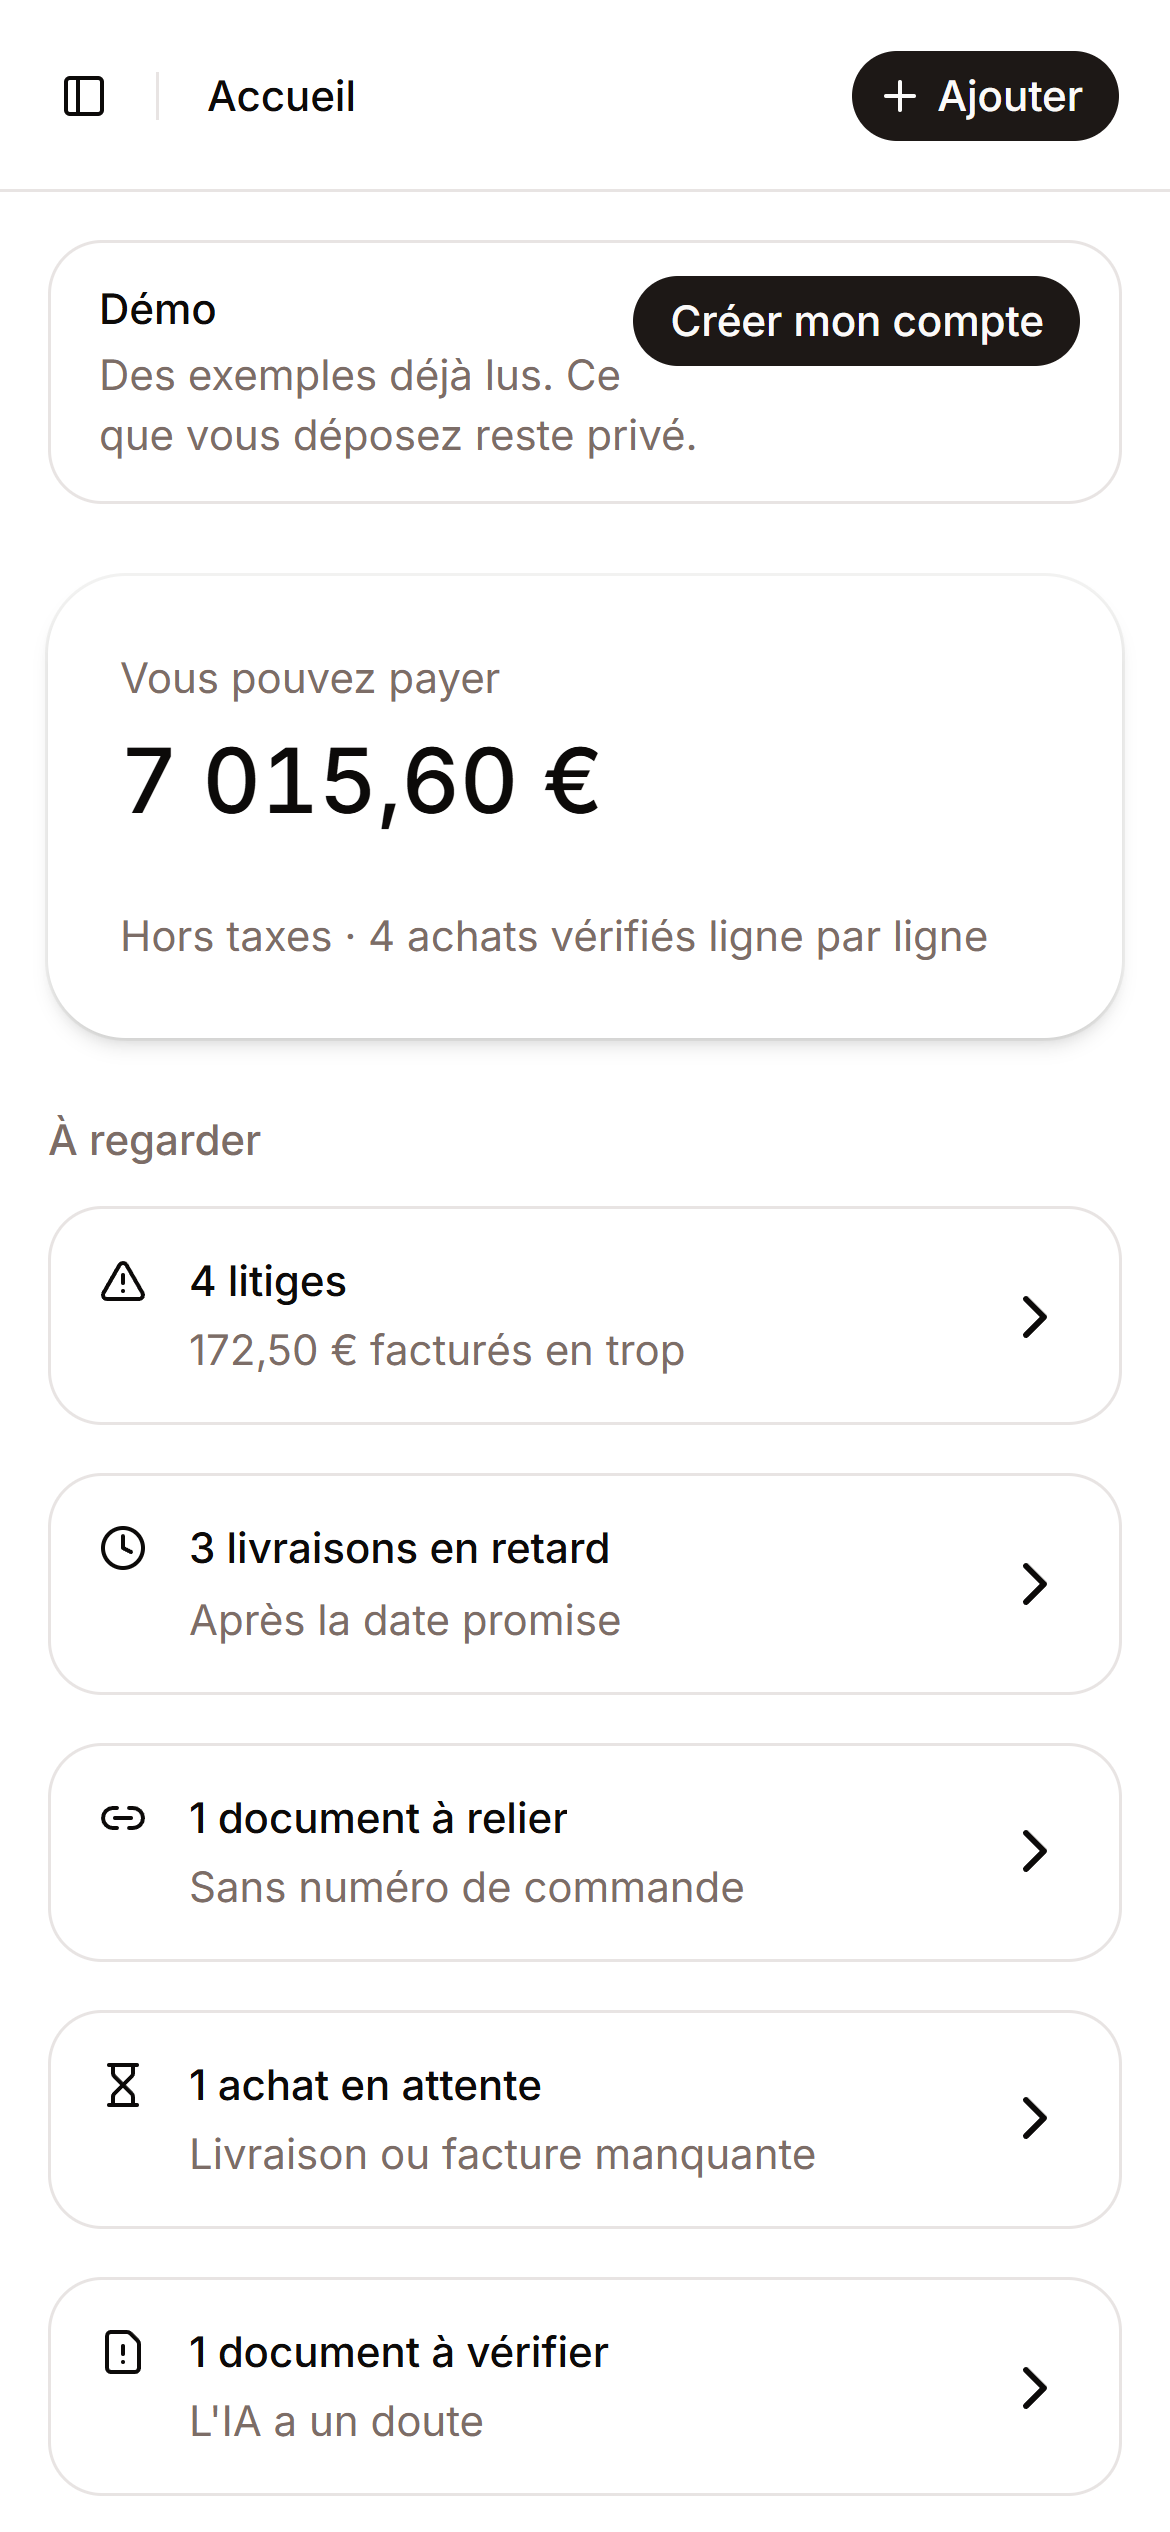 Accueil
+ Ajouter
Démo
Créer mon compte
Des exemples déjà lus. Ce
que vous déposez reste privé.
Vous pouvez payer
7 015,60 €
Hors taxes · 4 achats vérifiés ligne par ligne
À regarder
4 litiges
172,50 € facturés en trop
3 livraisons en retard
Après la date promise
1 document à relier
Sans numéro de commande
1 achat en attente
Livraison ou facture manquante
1 document à vérifier
L'IA a un doute